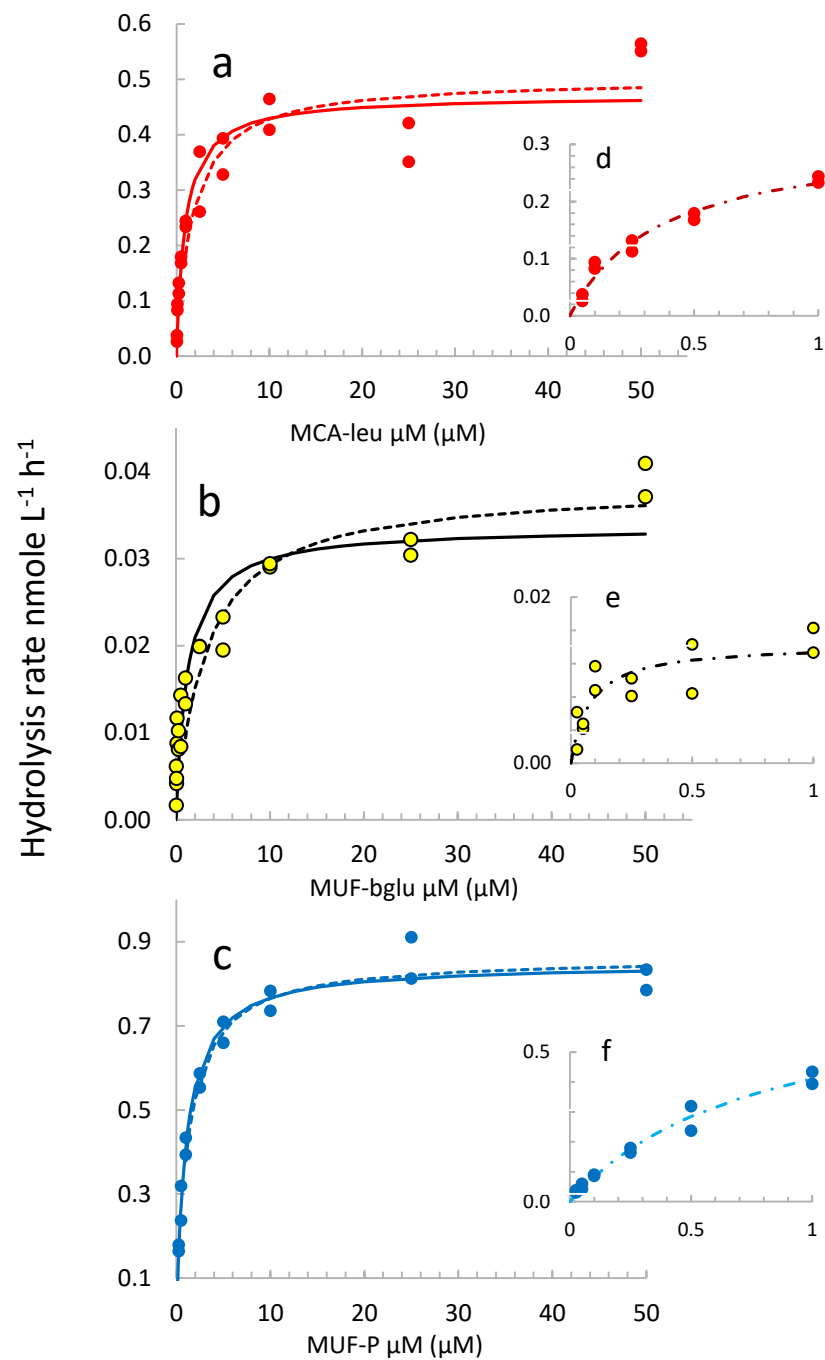 Hydrolysis rate nmole L⁻¹ h⁻¹
a
0.6
0.5
0.4
0.3
0.2
0.1
0.0
0 10 20 30 40 50
MCA-leu µM (µM)
d
0.3
0.2
0.1
0.0
0 0.5 1
b
0.04
0.03
0.02
0.01
0.00
0 10 20 30 40 50
MUF-bglu µM (µM)
e
0.02
0.00
0 0.5 1
c
0.9
0.7
0.5
0.3
0.1
0 10 20 30 40 50
MUF-P µM (µM)
f
0.5
0.0
0 0.5 1